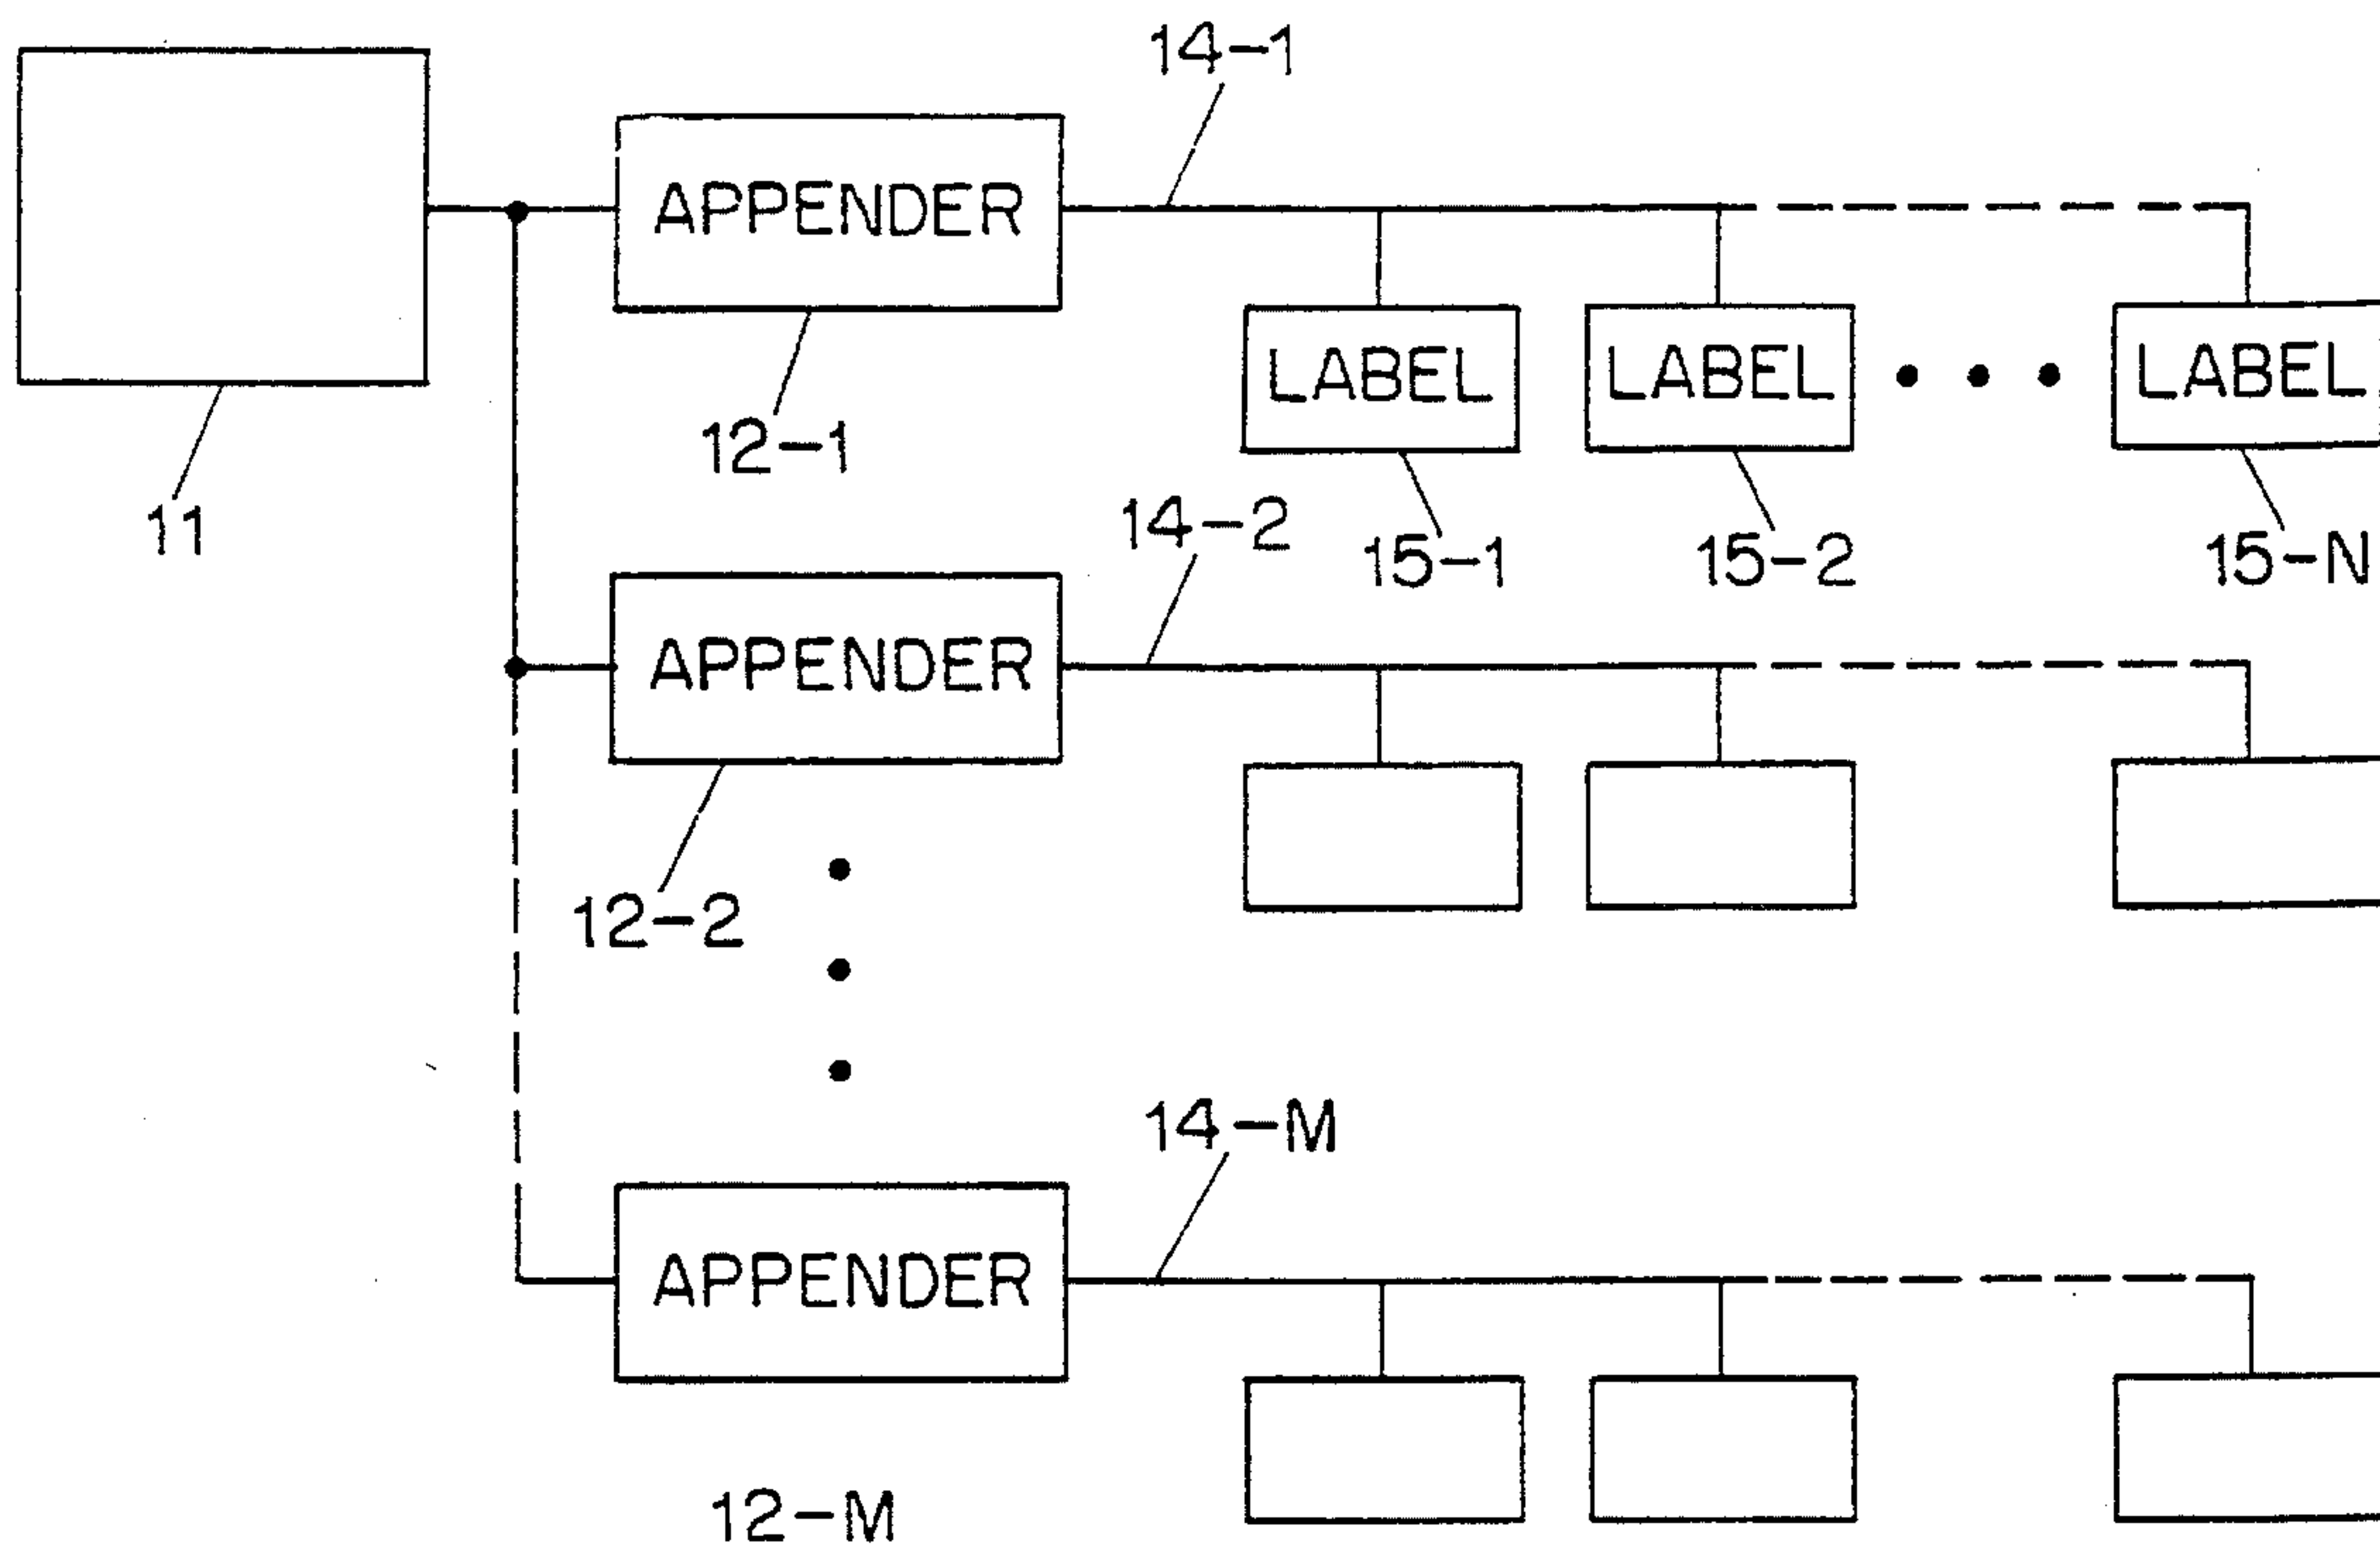 14-1
APPENDER
LABEL
LABEL
LABEL
12-1
11
14-2
15-1
15-2
15-N
APPENDER
12-2
14-M
APPENDER
12-M